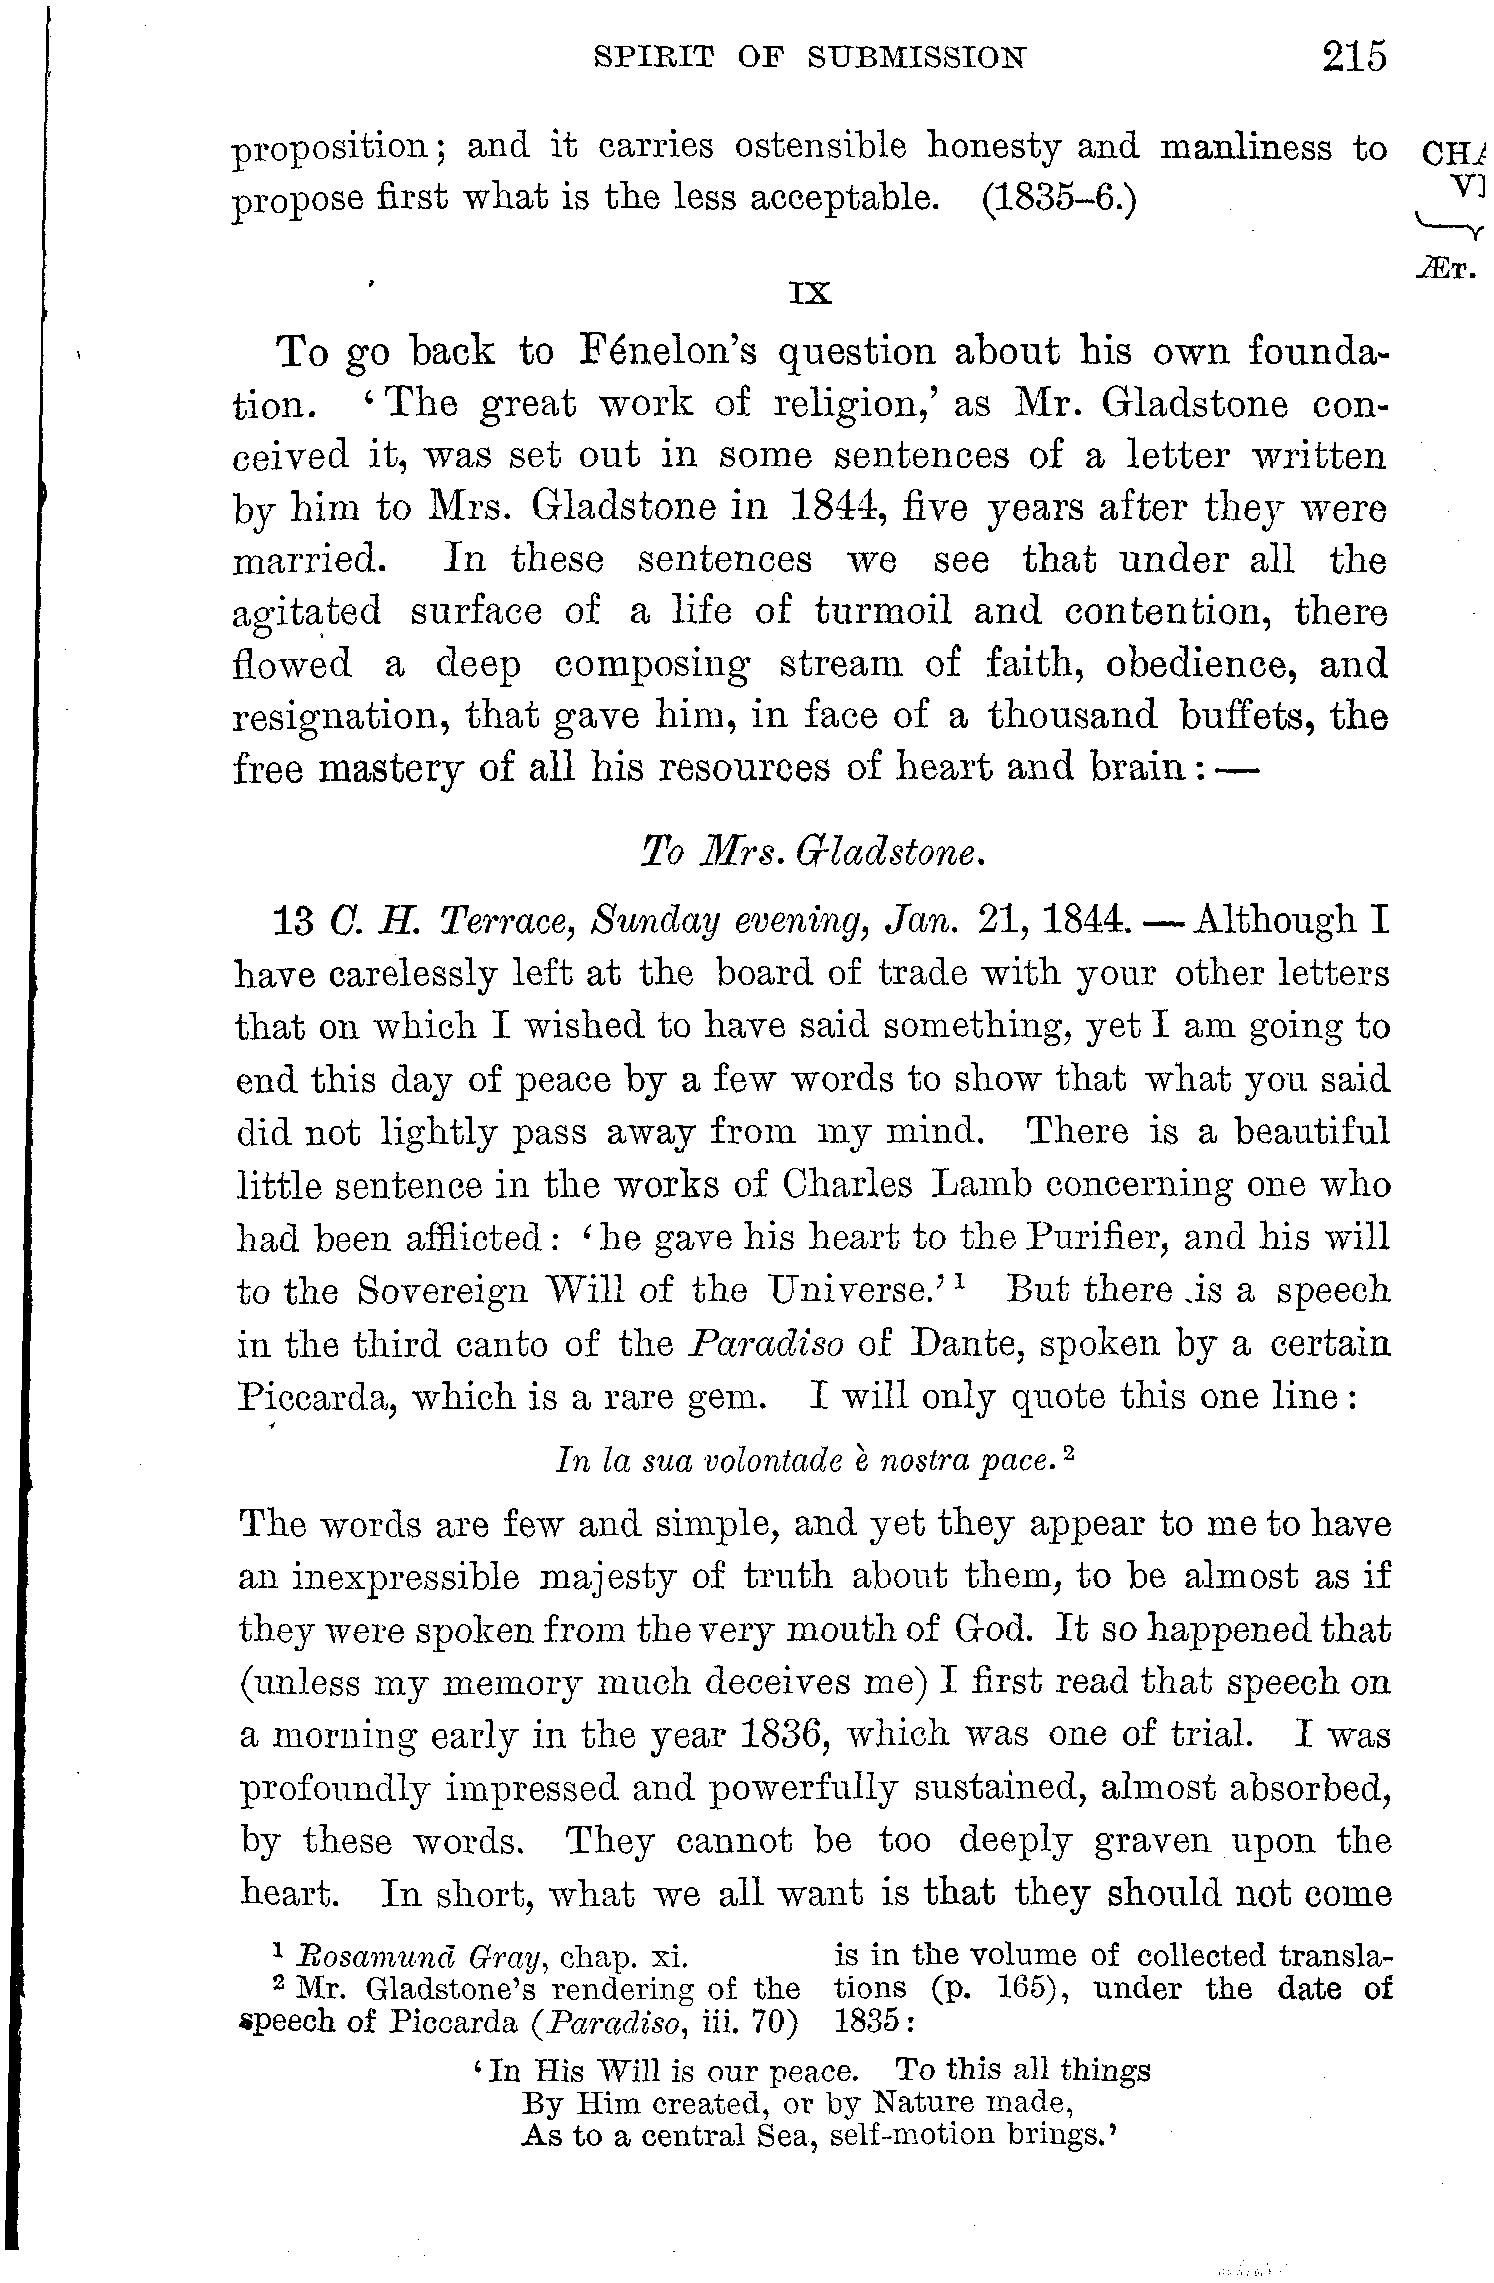 SPIRIT OF SUBMISSION 215
proposition; and it carries ostensible honesty and manliness to
propose first what is the less acceptable. (1835–6.)
Æt.
IX
To go back to Fénelon's question about his own founda-
tion. ‘The great work of religion,’ as Mr. Gladstone con-
ceived it, was set out in some sentences of a letter written
by him to Mrs. Gladstone in 1844, five years after they were
married. In these sentences we see that under all the
agitated surface of a life of turmoil and contention, there
flowed a deep composing stream of faith, obedience, and
resignation, that gave him, in face of a thousand buffets, the
free mastery of all his resources of heart and brain:—
To Mrs. Gladstone.
13 C. H. Terrace, Sunday evening, Jan. 21, 1844.—Although I
have carelessly left at the board of trade with your other letters
that on which I wished to have said something, yet I am going to
end this day of peace by a few words to show that what you said
did not lightly pass away from my mind. There is a beautiful
little sentence in the works of Charles Lamb concerning one who
had been afflicted: ‘he gave his heart to the Purifier, and his will
to the Sovereign Will of the Universe.’¹ But there is a speech
in the third canto of the Paradiso of Dante, spoken by a certain
Piccarda, which is a rare gem. I will only quote this one line:
In la sua volontade è nostra pace.²
The words are few and simple, and yet they appear to me to have
an inexpressible majesty of truth about them, to be almost as if
they were spoken from the very mouth of God. It so happened that
(unless my memory much deceives me) I first read that speech on
a morning early in the year 1836, which was one of trial. I was
profoundly impressed and powerfully sustained, almost absorbed,
by these words. They cannot be too deeply graven upon the
heart. In short, what we all want is that they should not come
¹ Rosamund Gray, chap. xi.
² Mr. Gladstone's rendering of the
speech of Piccarda (Paradiso, iii. 70)
is in the volume of collected transla-
tions (p. 165), under the date of
1835:
‘In His Will is our peace. To this all things
By Him created, or by Nature made,
As to a central Sea, self-motion brings.’